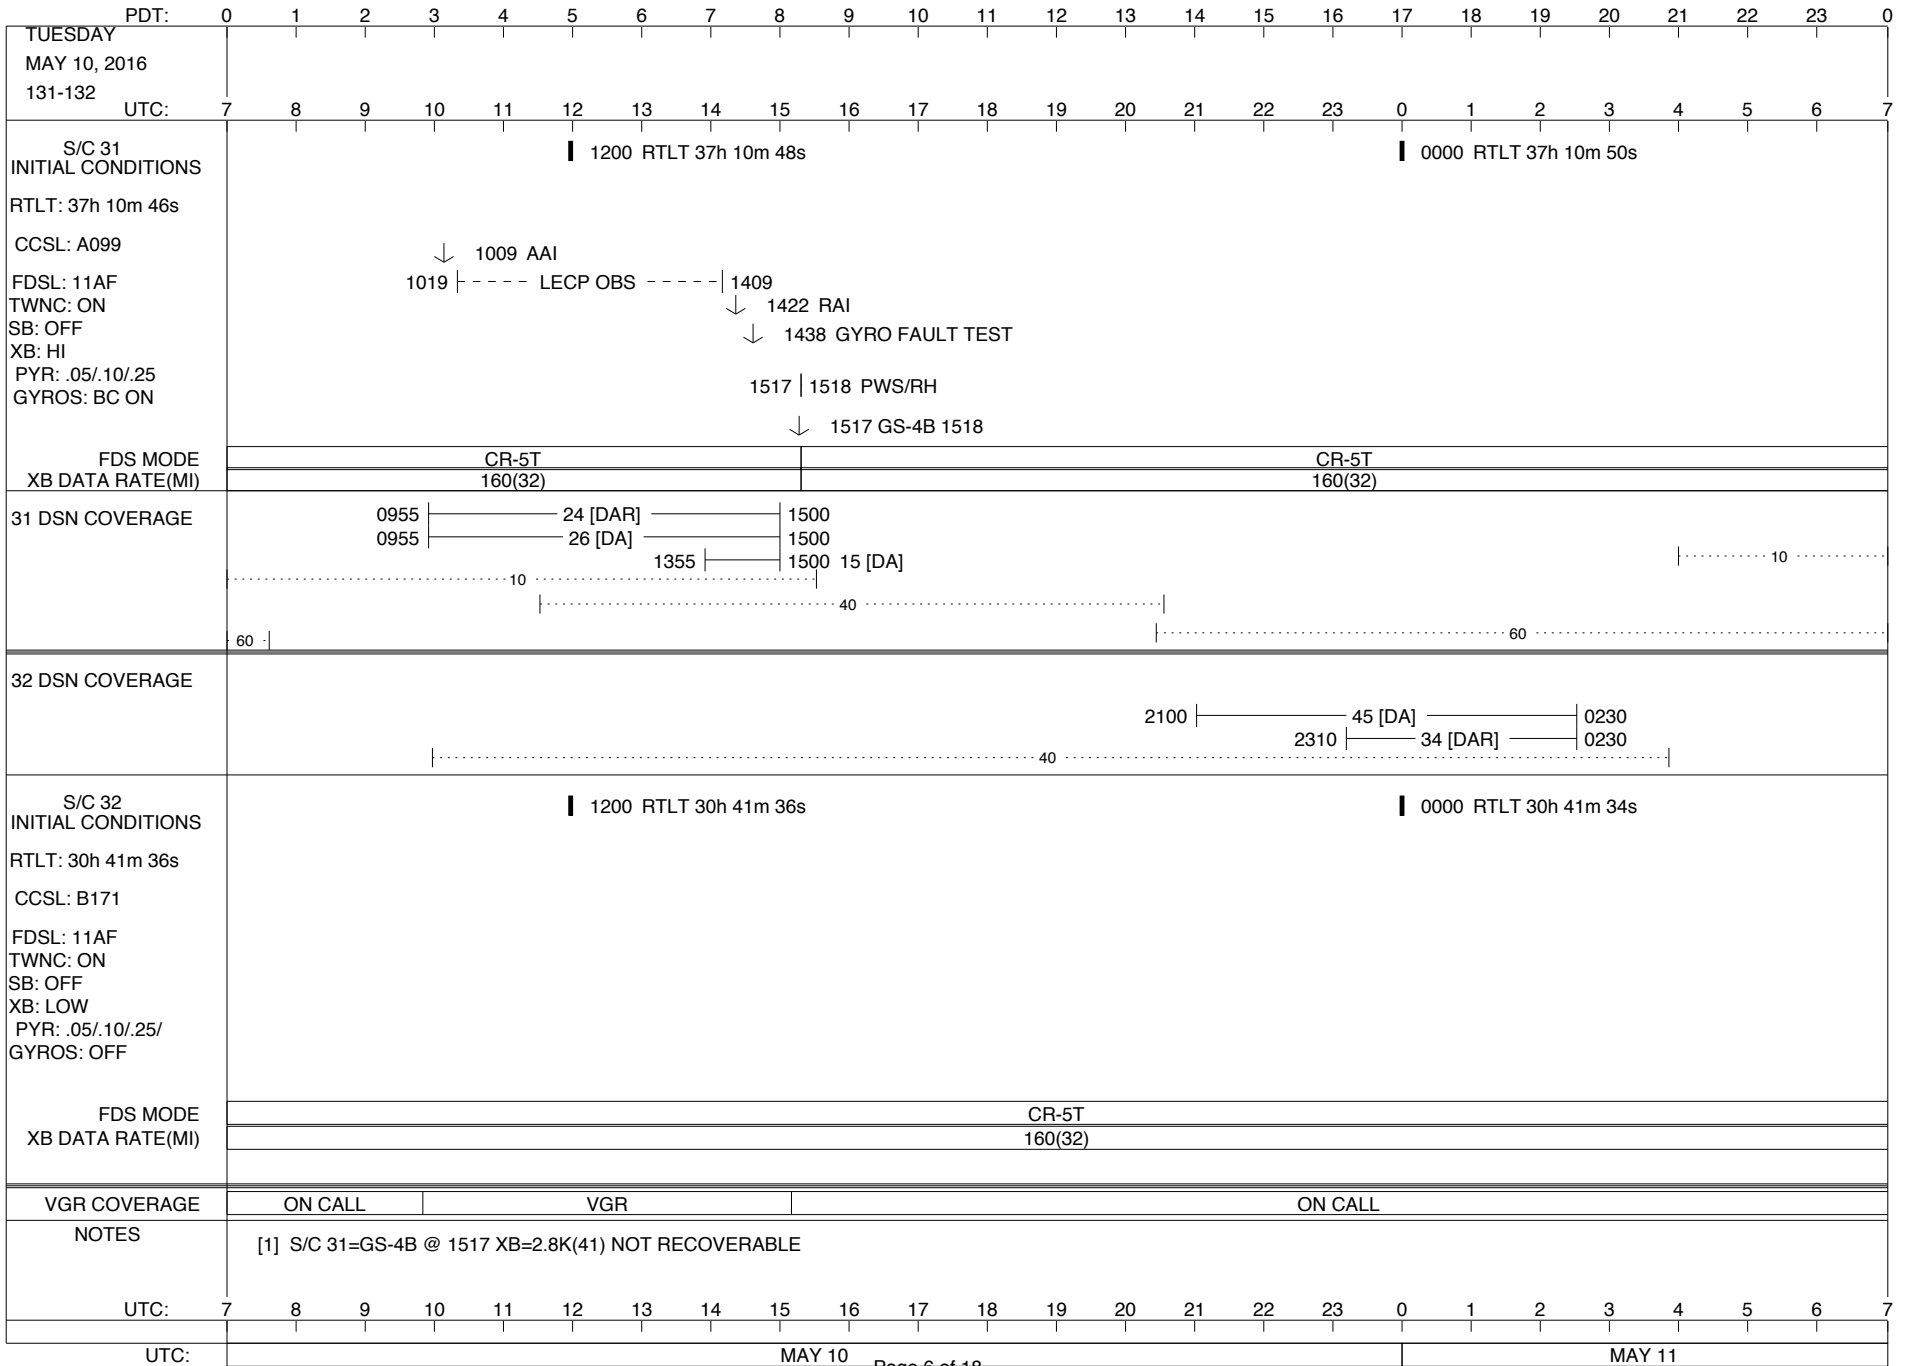 PDT: 0 1 2 3 4 5 6 7 8 9 10 11 12 13 14 15 16 17 18 19 20 21 22 23 0
TUESDAY
MAY 10, 2016
131-132
UTC: 7 8 9 10 11 12 13 14 15 16 17 18 19 20 21 22 23 0 1 2 3 4 5 6 7
S/C 31
INITIAL CONDITIONS
1200 RTLT 37h 10m 48s
0000 RTLT 37h 10m 50s
RTLT: 37h 10m 46s
CCSL: A099
1009 AAI
FDSL: 11AF
1019 LECP OBS 1409
TWNC: ON
1422 RAI
SB: OFF
1438 GYRO FAULT TEST
XB: HI
PYR: .05/.10/.25
1517 1518 PWS/RH
GYROS: BC ON
1517 GS-4B 1518
FDS MODE CR-5T CR-5T
XB DATA RATE(MI) 160(32) 160(32)
31 DSN COVERAGE
0955 24 [DAR] 1500
0955 26 [DA] 1500
1355 1500 15 [DA]
10
10
40
60
60
32 DSN COVERAGE
2100 45 [DA] 0230
2310 34 [DAR] 0230
40
S/C 32
INITIAL CONDITIONS
1200 RTLT 30h 41m 36s
0000 RTLT 30h 41m 34s
RTLT: 30h 41m 36s
CCSL: B171
FDSL: 11AF
TWNC: ON
SB: OFF
XB: LOW
PYR: .05/.10/.25/
GYROS: OFF
FDS MODE CR-5T
XB DATA RATE(MI) 160(32)
VGR COVERAGE ON CALL VGR ON CALL
NOTES
[1] S/C 31=GS-4B @ 1517 XB=2.8K(41) NOT RECOVERABLE
UTC: 7 8 9 10 11 12 13 14 15 16 17 18 19 20 21 22 23 0 1 2 3 4 5 6 7
UTC: MAY 10 MAY 11
Page 6 of 18